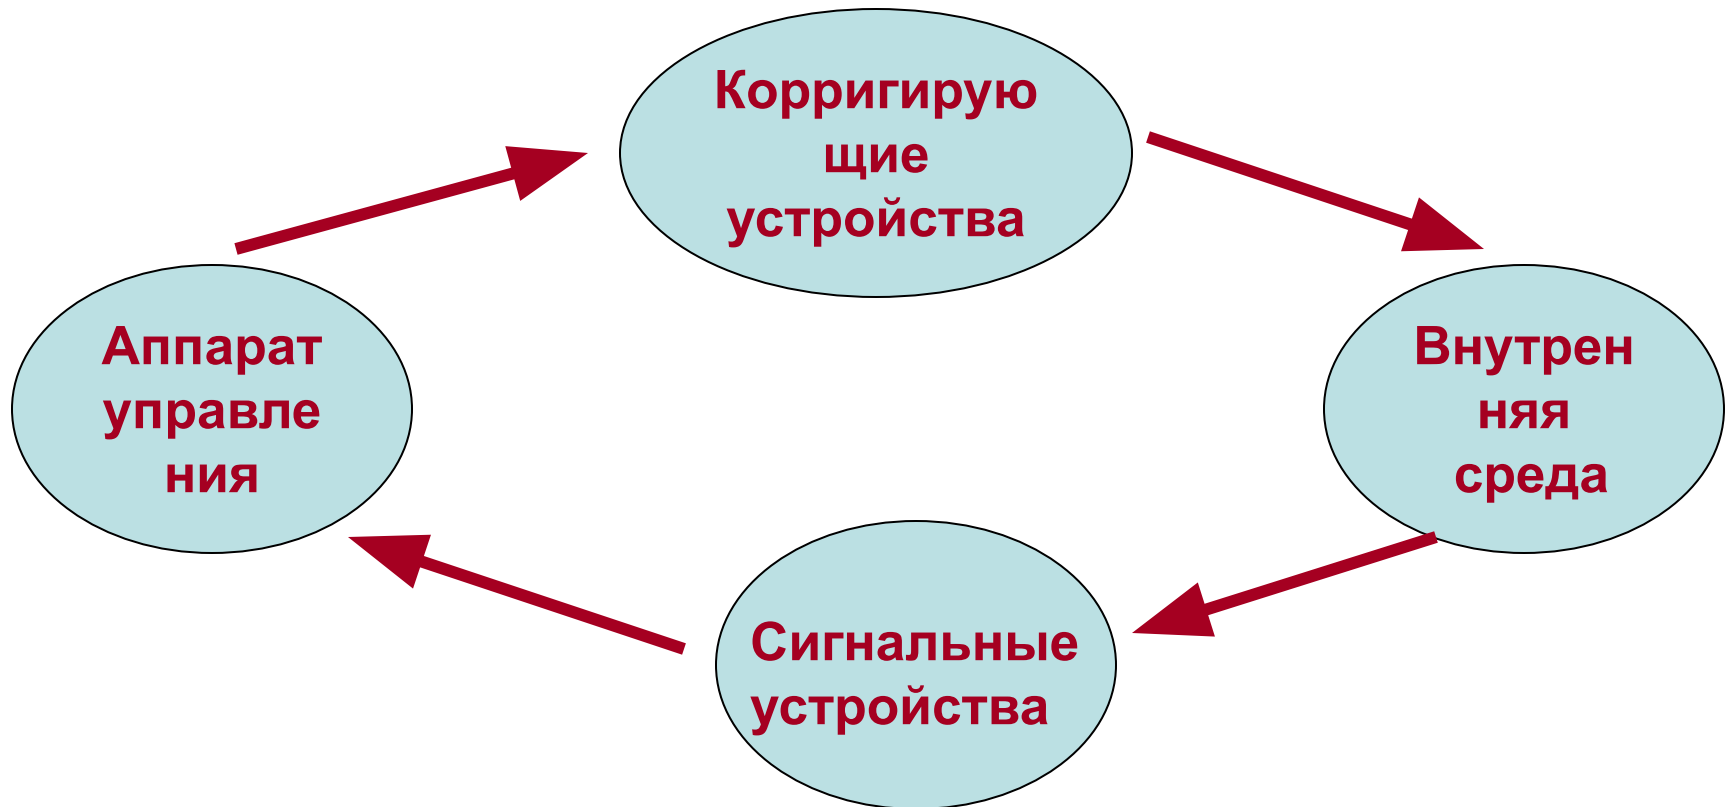 Корригирую
щие
устройства
Аппарат
управле
ния
Внутрен
няя
среда
Сигнальные
устройства